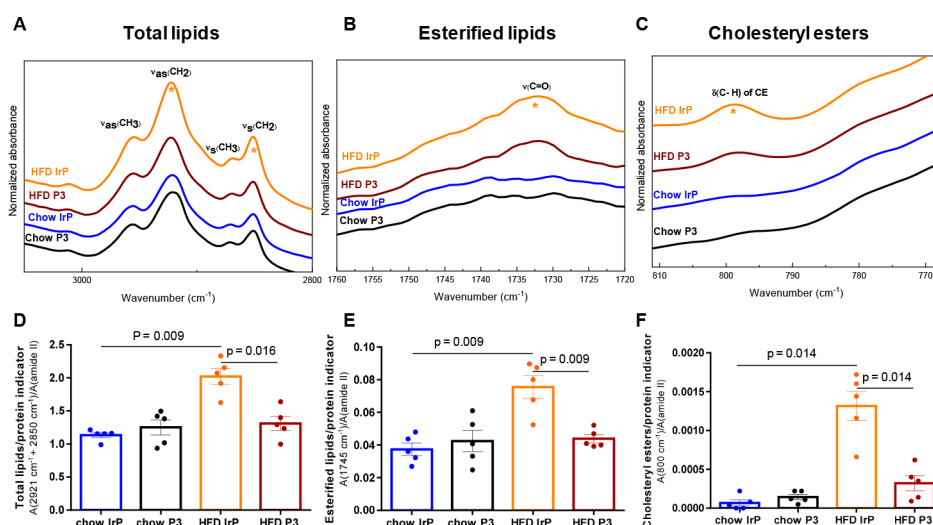 A Total lipids
Normalized absorbance
νas(CH3)
νas(CH2)
*
νs(CH3)
νs(CH2)
*
HFD IrP
HFD P3
Chow IrP
Chow P3
3000 2800
Wavenumber (cm-1)
B Esterified lipids
Normalized absorbance
ν(C=O)
*
HFD IrP
HFD P3
Chow IrP
Chow P3
1760 1755 1750 1745 1740 1735 1730 1725 1720
Wavenumber (cm-1)
C Cholesteryl esters
Normalized absorbance
δ(C- H) of CE
*
HFD IrP
HFD P3
Chow IrP
Chow P3
810 800 790 780 770
Wavenumber (cm-1)
D
Total lipids/protein indicator
A(2921 cm-1 + 2850 cm-1)/A(amide II)
2.5
2.0
1.5
1.0
0.5
0.0
P = 0.009
p = 0.016
chow IrP chow P3 HFD IrP HFD P3
E
Esterified lipids/protein indicator
A(1745 cm-1)/A(amide II)
0.10
0.08
0.06
0.04
0.02
0.00
p = 0.009
p = 0.009
chow IrP chow P3 HFD IrP HFD P3
F
Cholesteryl esters/protein indicator
A(800 cm-1)/A(amide II)
0.0020
0.0015
0.0010
0.0005
0.0000
p = 0.014
p = 0.014
chow IrP chow P3 HFD IrP HFD P3